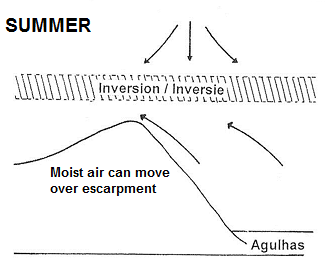 SUMMER
Inversion / Inversie
Moist air can move
over escarpment
Agulhas